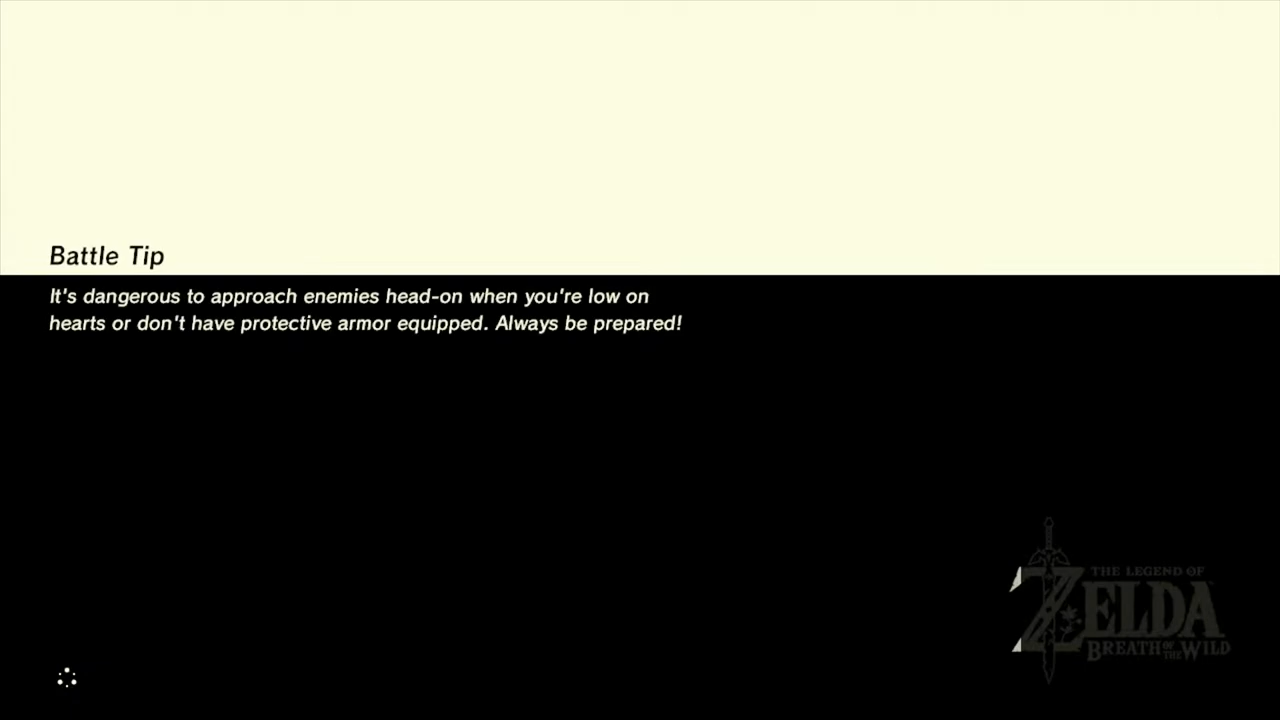 Battle Tip
It's dangerous to approach enemies head-on when you're low on
hearts or don't have protective armor equipped. Always be prepared!
THE LEGEND OF
ZELDA
BREATH OF THE WILD